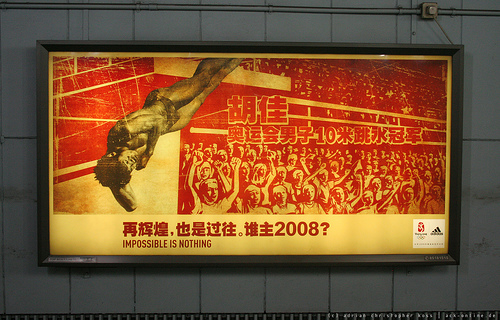 胡佳
奥运会男子10米跳水冠军
再辉煌，也是过往。谁主2008？
IMPOSSIBLE IS NOTHING
adidas